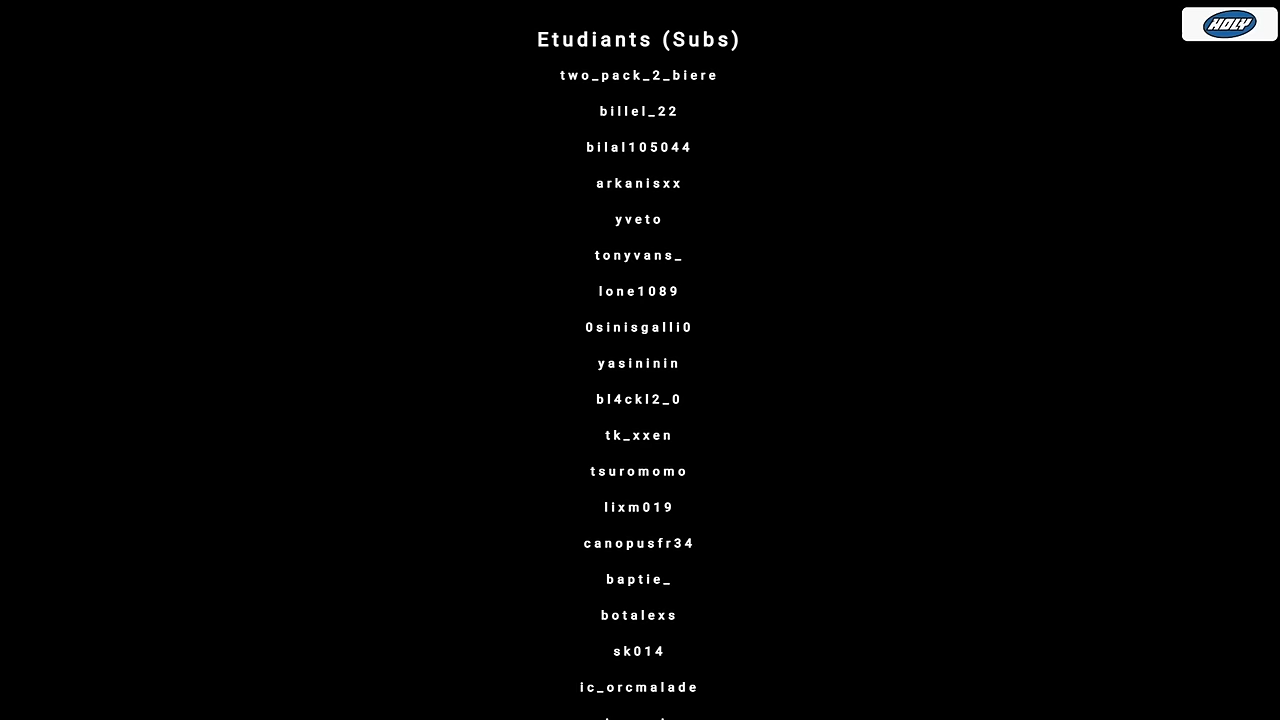 HOLY
Etudiants (Subs)
two_pack_2_biere
billel_22
bilal105044
arkanisxx
yveto
tonyvans_
lone1089
0sinisgalli0
yasininin
bl4ckl2_0
tk_xxen
tsuromomo
lixm019
canopusfr34
baptie_
botalexs
sk014
ic_orcmalade